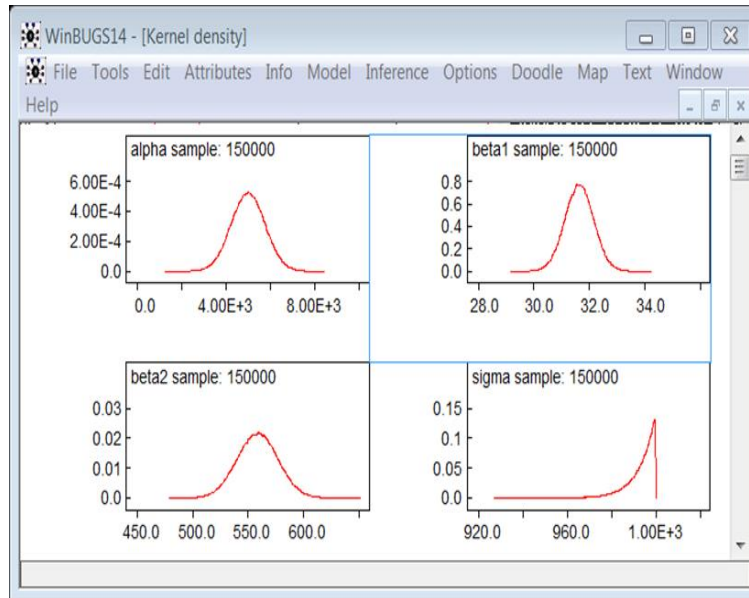 WinBUGS14 - [Kernel density]
File Tools Edit Attributes Info Model Inference Options Doodle Map Text Window
Help
alpha sample: 150000
6.00E-4
4.00E-4
2.00E-4
0.0
0.0 4.00E+3 8.00E+3
beta1 sample: 150000
0.8
0.6
0.4
0.2
0.0
28.0 30.0 32.0 34.0
beta2 sample: 150000
0.03
0.02
0.01
0.0
450.0 500.0 550.0 600.0
sigma sample: 150000
0.15
0.1
0.05
0.0
920.0 960.0 1.00E+3